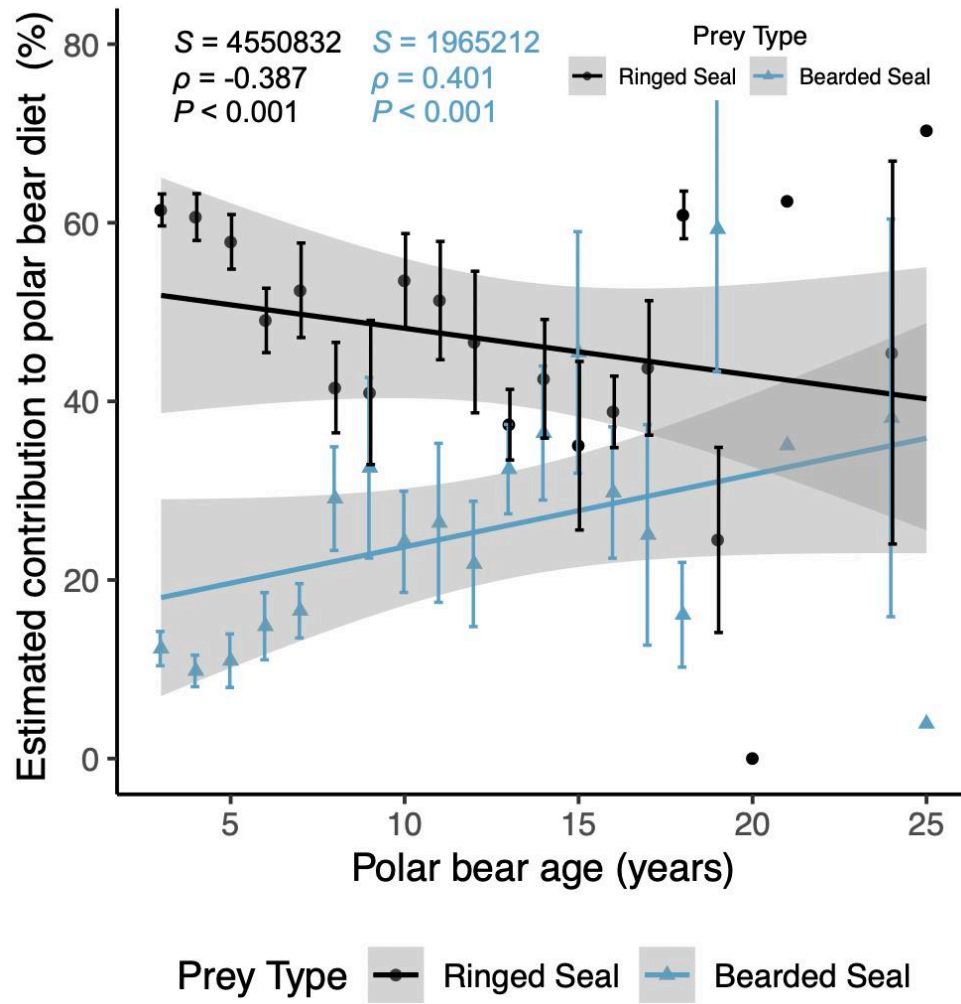 Estimated contribution to polar bear diet (%)
80
60
40
20
0
S = 4550832
ρ = -0.387
P < 0.001
S = 1965212
ρ = 0.401
P < 0.001
Prey Type
Ringed Seal Bearded Seal
5 10 15 20 25
Polar bear age (years)
Prey Type Ringed Seal Bearded Seal